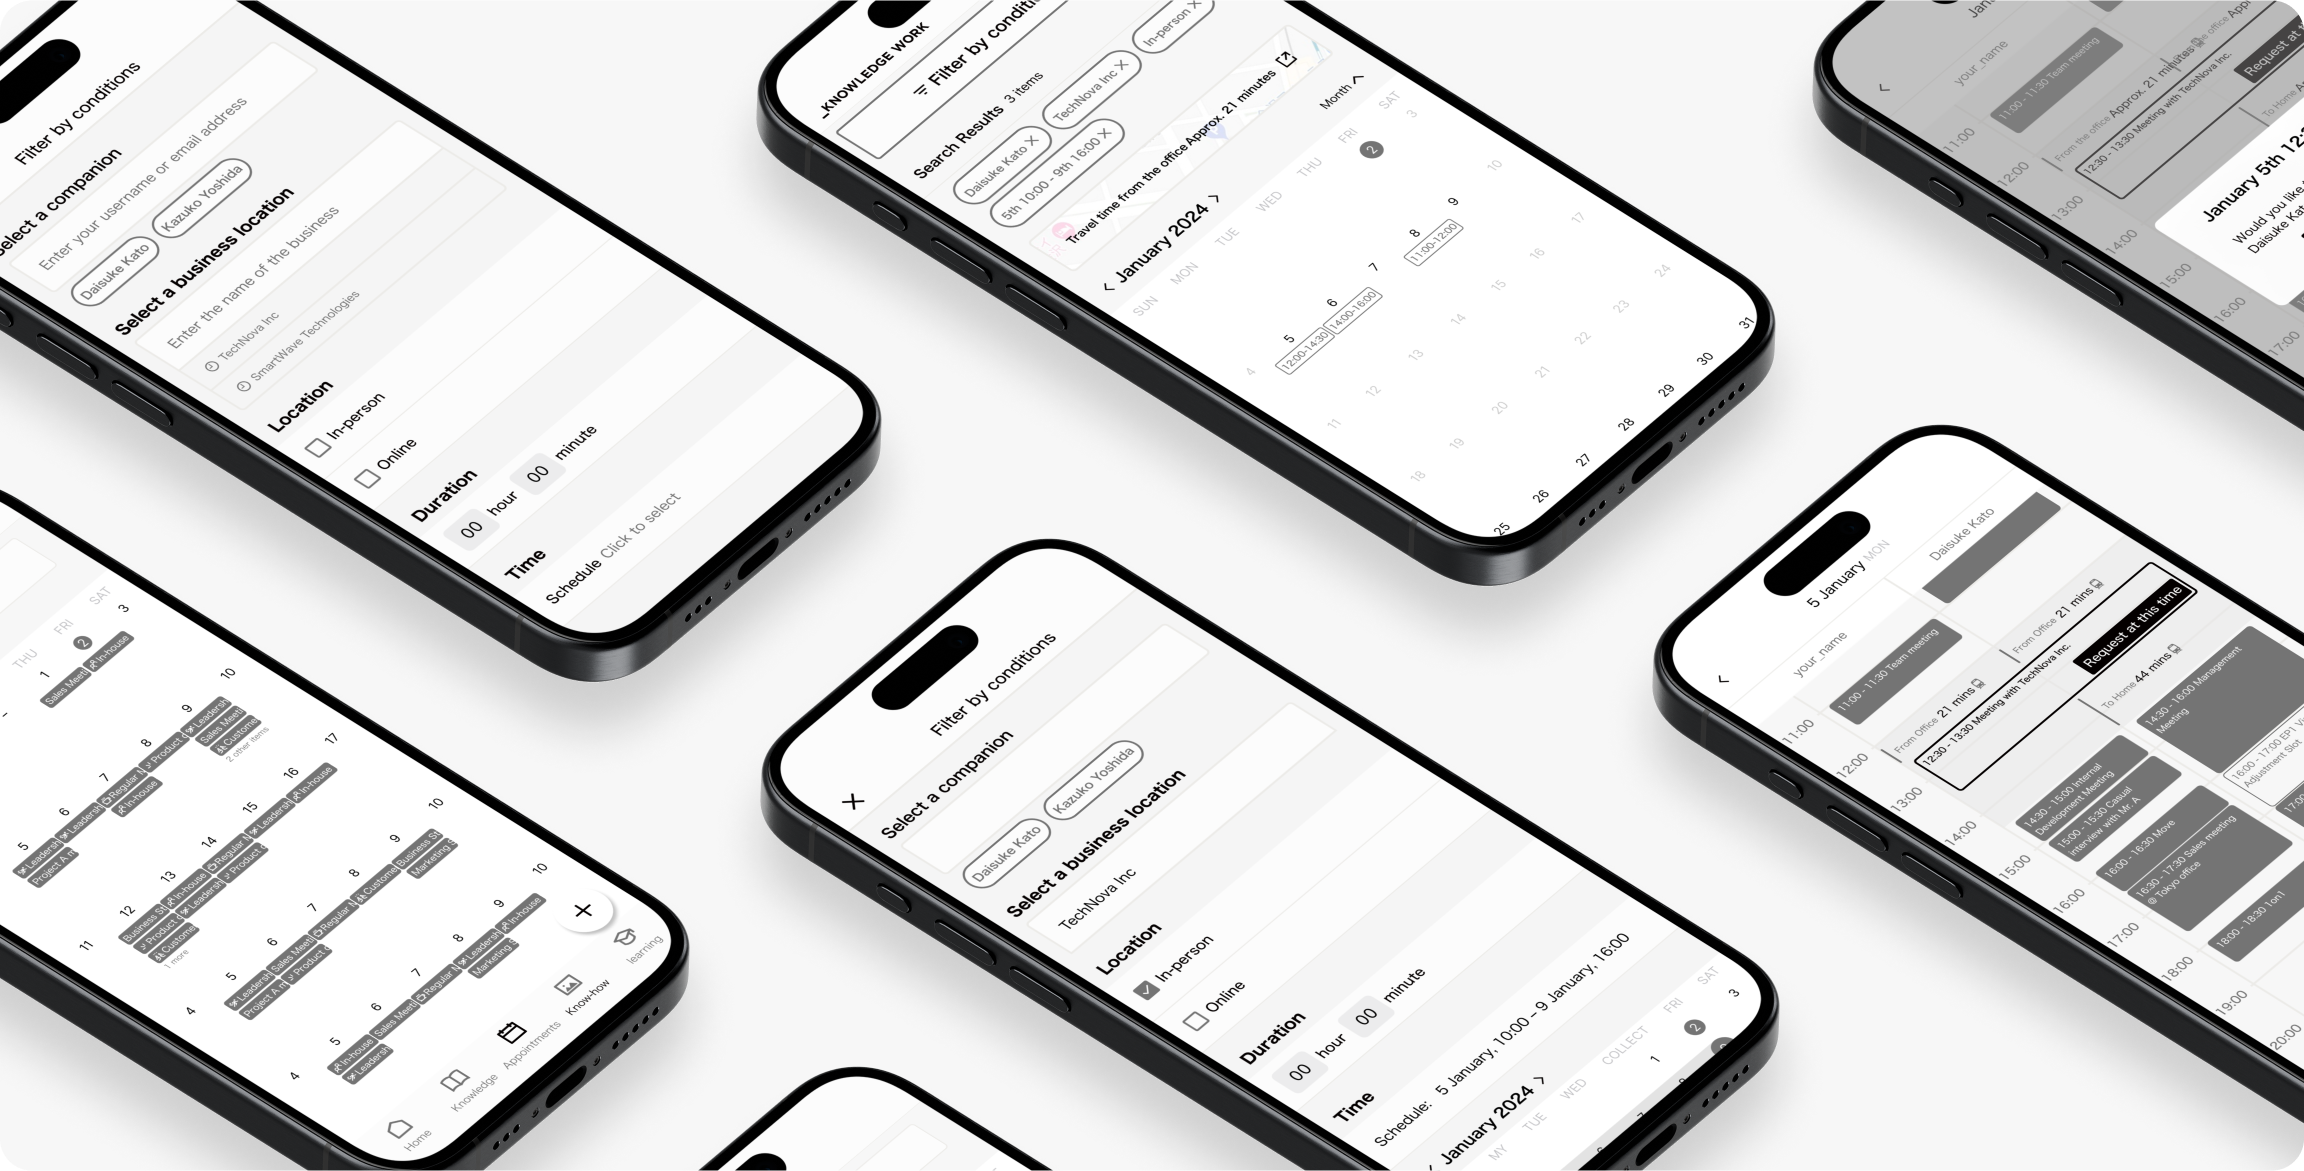 Filter by conditions
Select a companion
Enter your username or email address
Daisuke Kato
Kazuko Yoshida
Select a business location
Enter the name of the business
TechNova Inc
SmartWave Technologies
Location
In-person
Online
Duration
00 hour 00 minute
Time
Schedule Click to select
_KNOWLEDGE WORK
Filter by conditi
Search Results 3 items
Daisuke Kato
TechNova Inc
In-person
5th 10:00 - 9th 16:00
Travel time from the office Approx. 21 minutes
January 2024
Month
SUN MON TUE WED THU FRI SAT
2 3
4 5 6 7 8 9 10
12:00-14:30 14:00-16:00 11:00-12:00
11 12 13 14 15 16 17
18 19 20 21 22 23 24
25 26 27 28 29 30 31
your_name
11:00 - 11:30 Team meeting
From the office Approx. 21 minutes
12:30 - 13:30 Meeting with TechNova Inc.
Request at
To Home
11:00
12:00
13:00
14:00
15:00
16:00
17:00
January 5th 12:
Would you like
Daisuke Kat
THU FRI SAT
1 2 3
Sales Meeti
In-house
5 6 7 8 9 10
Leadersh
Project A m
Leadersh
Regular M
In-house
Product d
Leadersh
Sales Meeti
Custome
2 other items
11 12 13 14 15 16 17
Business St
Product d
Custome
1 more
In-house
Leadersh
Regular M
Product d
Leadersh
In-house
4 5 6 7 8 9 10
Leadersh
Project A m
Sales Meeti
Product d
Regular M
Custome
Business St
Marketing S
4 5 6 7 8 9 10
In-house
Leadersh
Sales Meeti
Regular M
Leadersh
Marketing S
In-house
Home
Knowledge
Appointments
Know-how
learning
Filter by conditions
Select a companion
Daisuke Kato
Kazuko Yoshida
Select a business location
TechNova Inc
Location
In-person
Online
Duration
00 hour 00 minute
Time
Schedule: 5 January, 10:00 – 9 January, 16:00
January 2024
MY TUE WED COLLECT FRI SAT
1 2 3
5 January MON
your_name
Daisuke Kato
11:00 - 11:30 Team meeting
From Office 21 mins
From Office 21 mins
12:30 - 13:30 Meeting with TechNova Inc.
Request at this time
To Home 44 mins
14:30 - 16:00 Management
Meeting
14:30 - 15:00 Internal
Development Meeting
15:00 - 15:30 Casual
interview with Mr. A
16:00 - 16:30 Move
16:30 - 17:30 Sales meeting
@ Tokyo office
18:00 - 18:30 1on1
16:00 - 17:00 EP1
Adjustment Slot
11:00
12:00
13:00
14:00
15:00
16:00
17:00
18:00
19:00
20:00